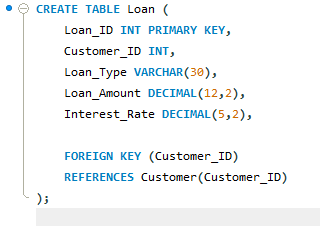 CREATE TABLE Loan (
    Loan_ID INT PRIMARY KEY,
    Customer_ID INT,
    Loan_Type VARCHAR(30),
    Loan_Amount DECIMAL(12,2),
    Interest_Rate DECIMAL(5,2),

    FOREIGN KEY (Customer_ID)
    REFERENCES Customer(Customer_ID)
);